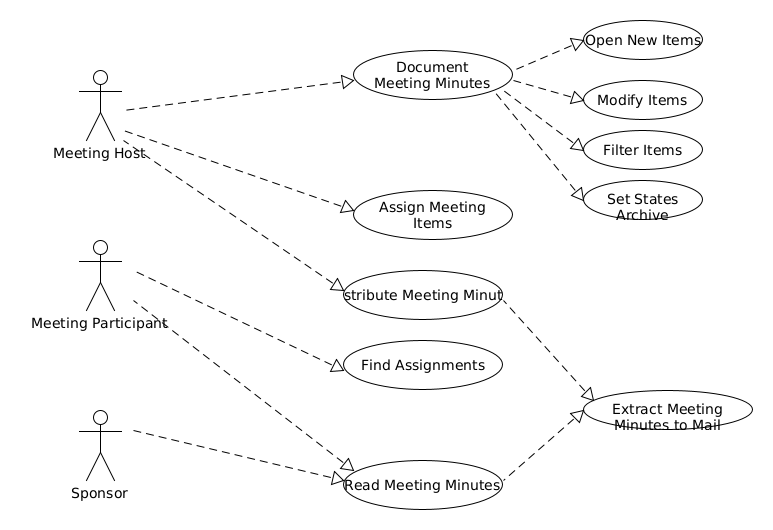 Open New Items
Document
Meeting Minutes
Modify Items
Meeting Host
Filter Items
Set States
Archive
Assign Meeting
Items
stribute Meeting Minut
Meeting Participant
Find Assignments
Extract Meeting
Minutes to Mail
Read Meeting Minutes
Sponsor